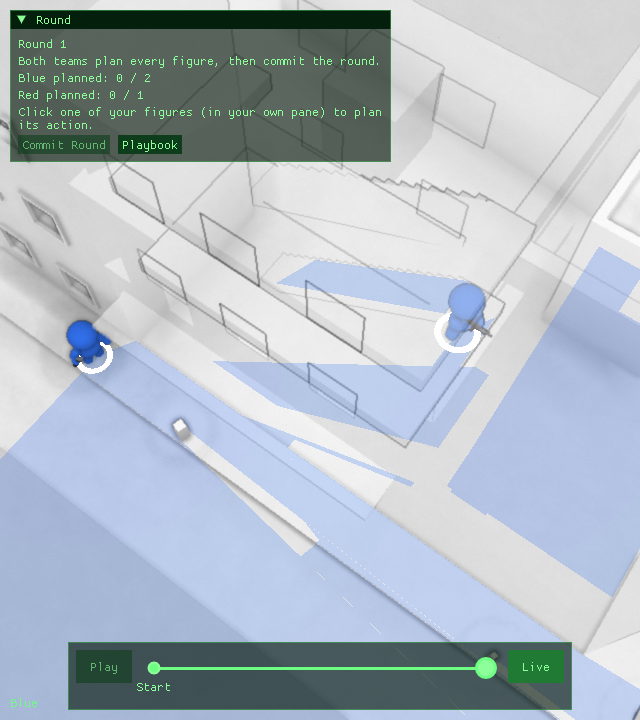 ▼ Round
Round 1
Both teams plan every figure, then commit the round.
Blue planned: 0 / 2
Red planned: 0 / 1
Click one of your figures (in your own pane) to plan
its action.
Commit Round Playbook
Play Live
Start
Blue